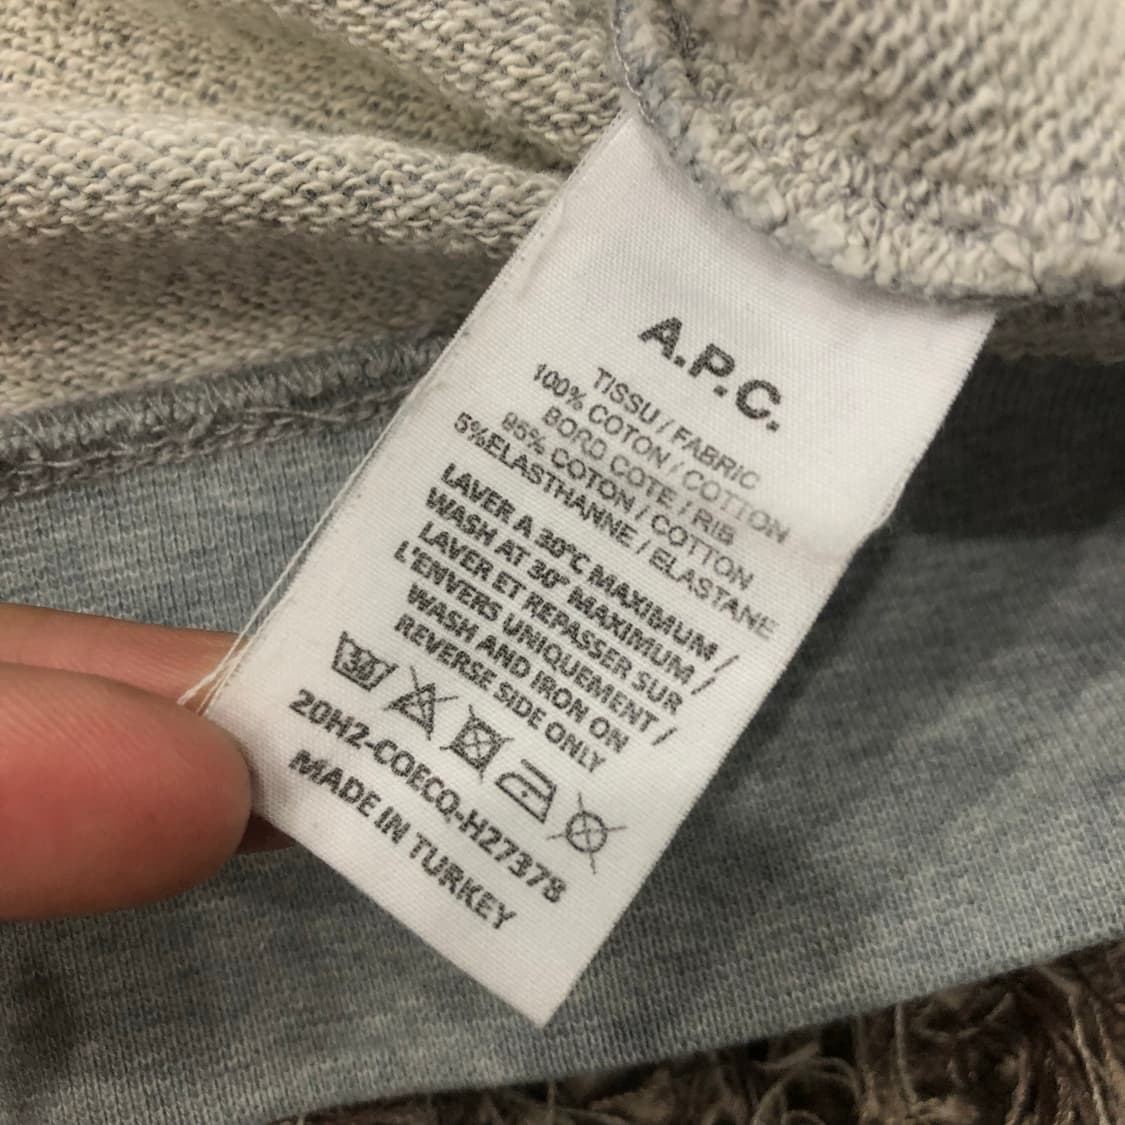 A.P.C.
TISSU / FABRIC
100% COTON / COTTON
BORD COTE / RIB
95% COTON / COTTON
5%ELASTHANNE / ELASTANE
LAVER A 30°C MAXIMUM /
WASH AT 30° MAXIMUM /
LAVER ET REPASSER SUR
L'ENVERS UNIQUEMENT /
WASH AND IRON ON
REVERSE SIDE ONLY
30
20H2-COECQ-H27378
MADE IN TURKEY